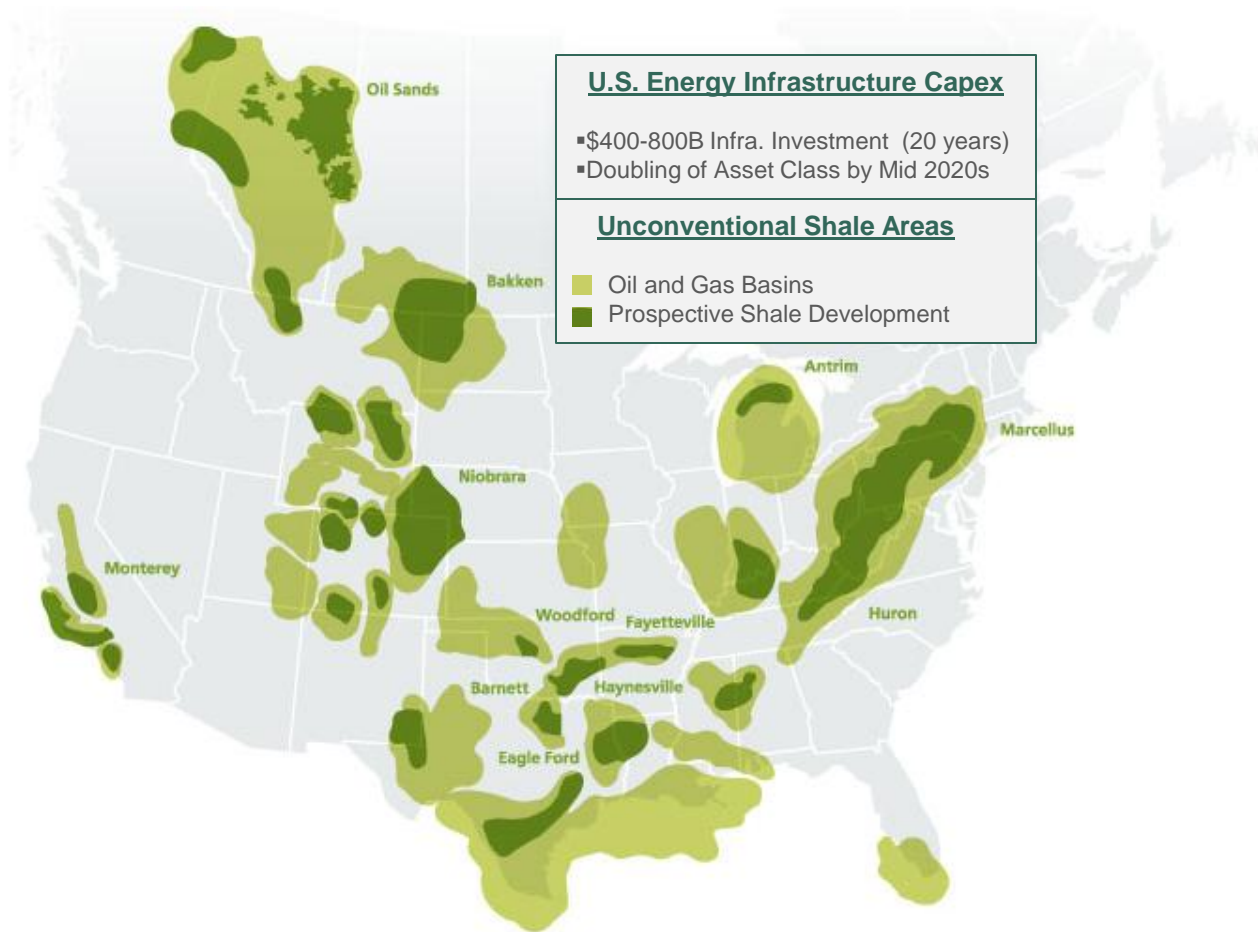 U.S. Energy Infrastructure Capex
▪$400-800B Infra. Investment (20 years)
▪Doubling of Asset Class by Mid 2020s
Unconventional Shale Areas
Oil and Gas Basins
Prospective Shale Development
Oil Sands
Bakken
Antrim
Marcellus
Niobrara
Monterey
Woodford
Fayetteville
Huron
Barnett
Haynesville
Eagle Ford